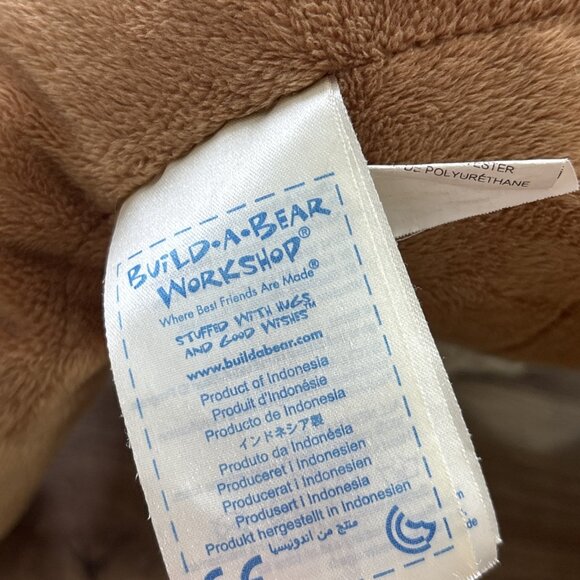 BUILD-A-BEAR
WORKSHOP®
Where Best Friends Are Made®
STUFFED WITH HUGS
AND GOOD WISHES™
www.buildabear.com
Product of Indonesia
Produit d'Indonésie
Producto de Indonesia
インドネシア製
Produto da Indonésia
Produceret i Indonesien
Producerat i Indonesien
Produsert i Indonesia
Produkt hergestellt in Indonesien
منتج من اندونيسيا
CE
DE POLYURÉTHANE